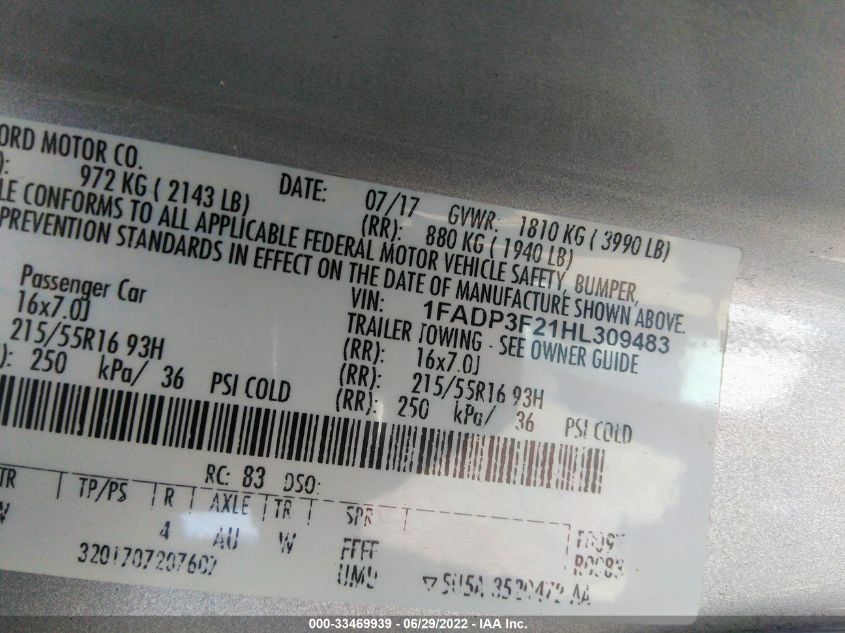 ORD MOTOR CO.
DATE: 07/17 GVWR: 1810 KG ( 3990 LB)
): 972 KG ( 2143 LB) (RR): 880 KG ( 1940 LB)
LE CONFORMS TO ALL APPLICABLE FEDERAL MOTOR VEHICLE SAFETY, BUMPER,
PREVENTION STANDARDS IN EFFECT ON THE DATE OF MANUFACTURE SHOWN ABOVE.
VIN: 1FADP3F21HL309483
Passenger Car TRAILER TOWING - SEE OWNER GUIDE
16x7.0J (RR): 16x7.0J
215/55R16 93H (RR): 215/55R16 93H
): 250 kPa/ 36 PSI COLD (RR): 250 kPa/ 36 PSI COLD
RC: 83 DSO:
TR TP/PS R AXLE TR SPR
4 AU W FFFF
3201707207607 UMU
000-33469939 - 06/29/2022 - IAA Inc.